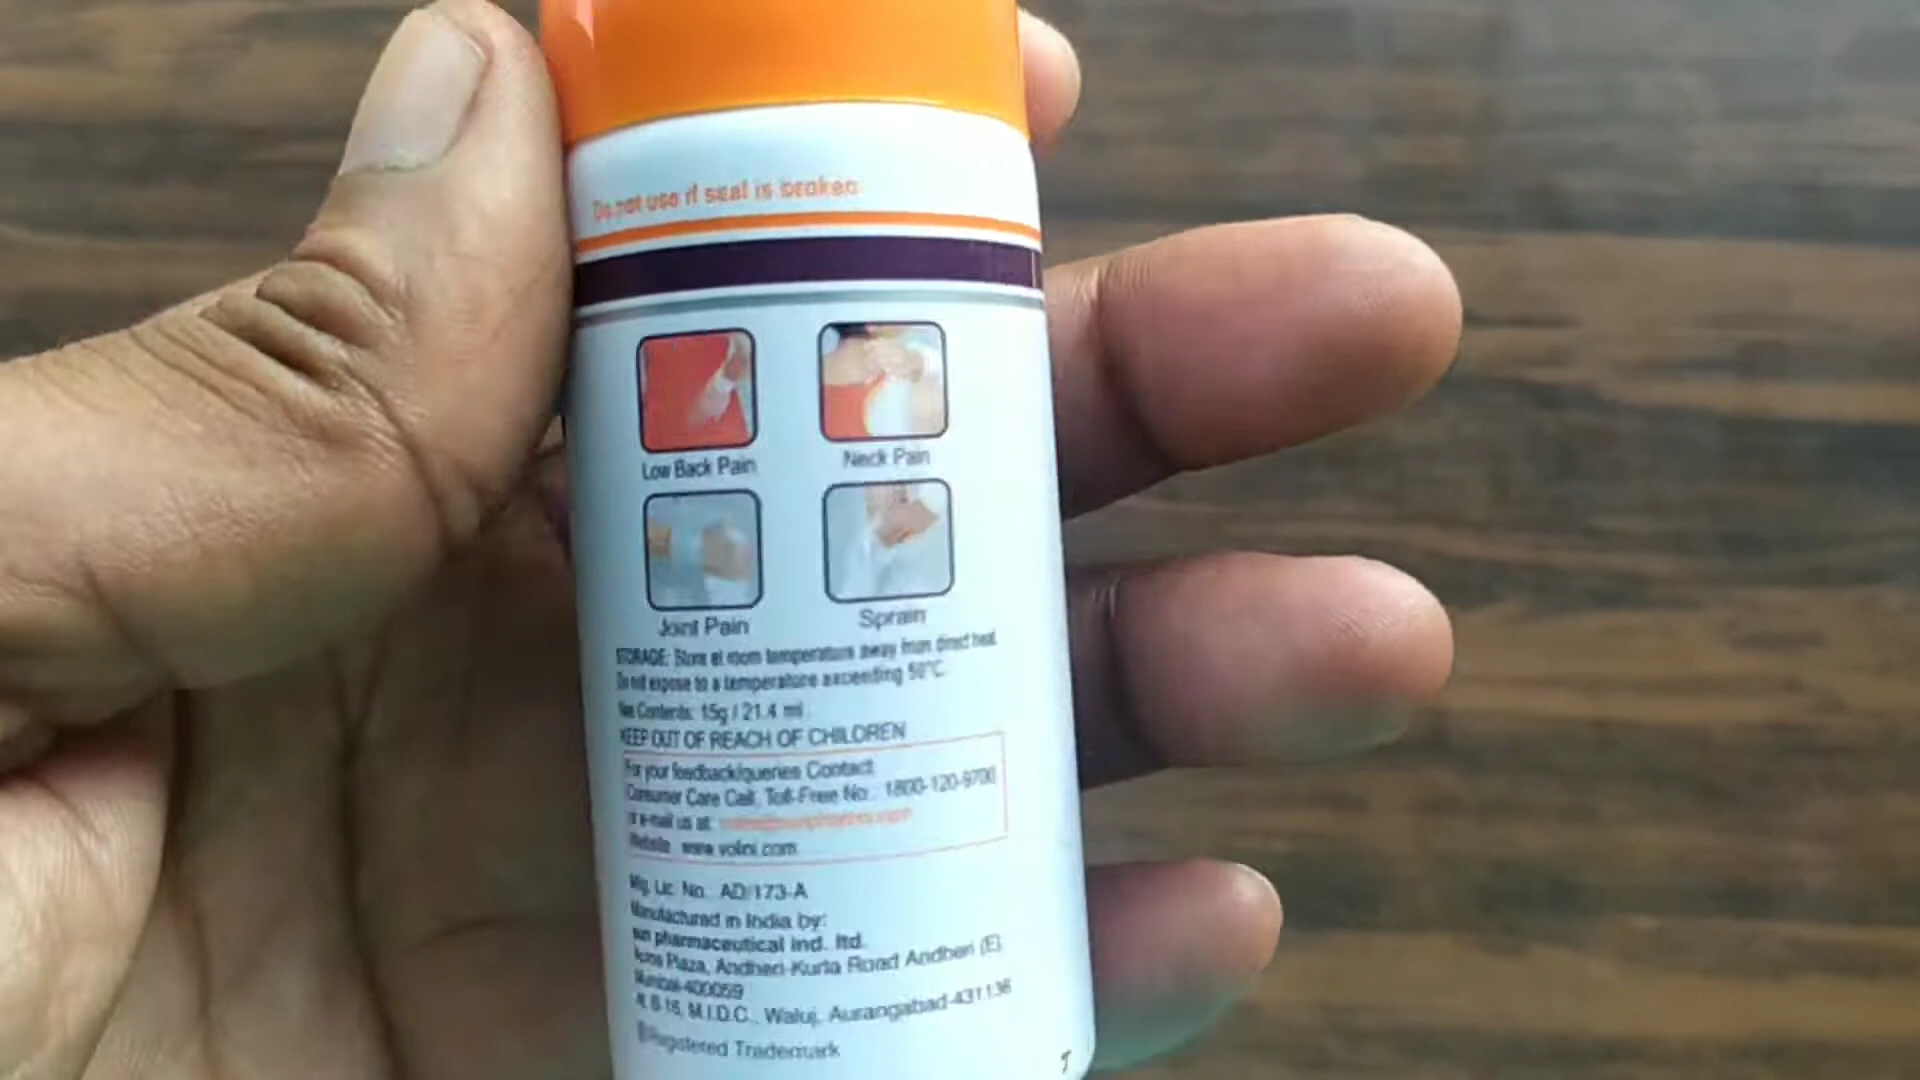 Do not use if seal is broken
Low Back Pain
Neck Pain
Joint Pain
Sprain
STORAGE: Store at room temperature away from direct heat.
Do not expose to a temperature exceeding 50°C.
Net Contents: 15g / 21.4 ml
KEEP OUT OF REACH OF CHILDREN
For your feedback/queries Contact
Consumer Care Cell, Toll-Free No.: 1800-120-9700
or e-mail us at:
Website: www.volini.com
Mfg. Lic. No.: AD/173-A
Manufactured in India by:
sun pharmaceutical ind. ltd.
Acme Plaza, Andheri-Kurla Road Andheri (E),
Mumbai-400059
At B 15, M.I.D.C., Waluj, Aurangabad-431136
Registered Trademark